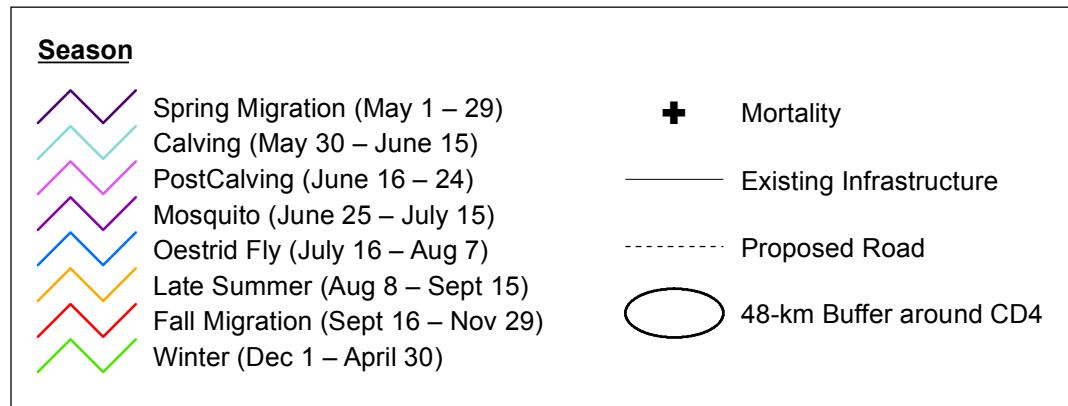 Season
Spring Migration (May 1 – 29)
Calving (May 30 – June 15)
PostCalving (June 16 – 24)
Mosquito (June 25 – July 15)
Oestrid Fly (July 16 – Aug 7)
Late Summer (Aug 8 – Sept 15)
Fall Migration (Sept 16 – Nov 29)
Winter (Dec 1 – April 30)
Mortality
Existing Infrastructure
Proposed Road
48-km Buffer around CD4